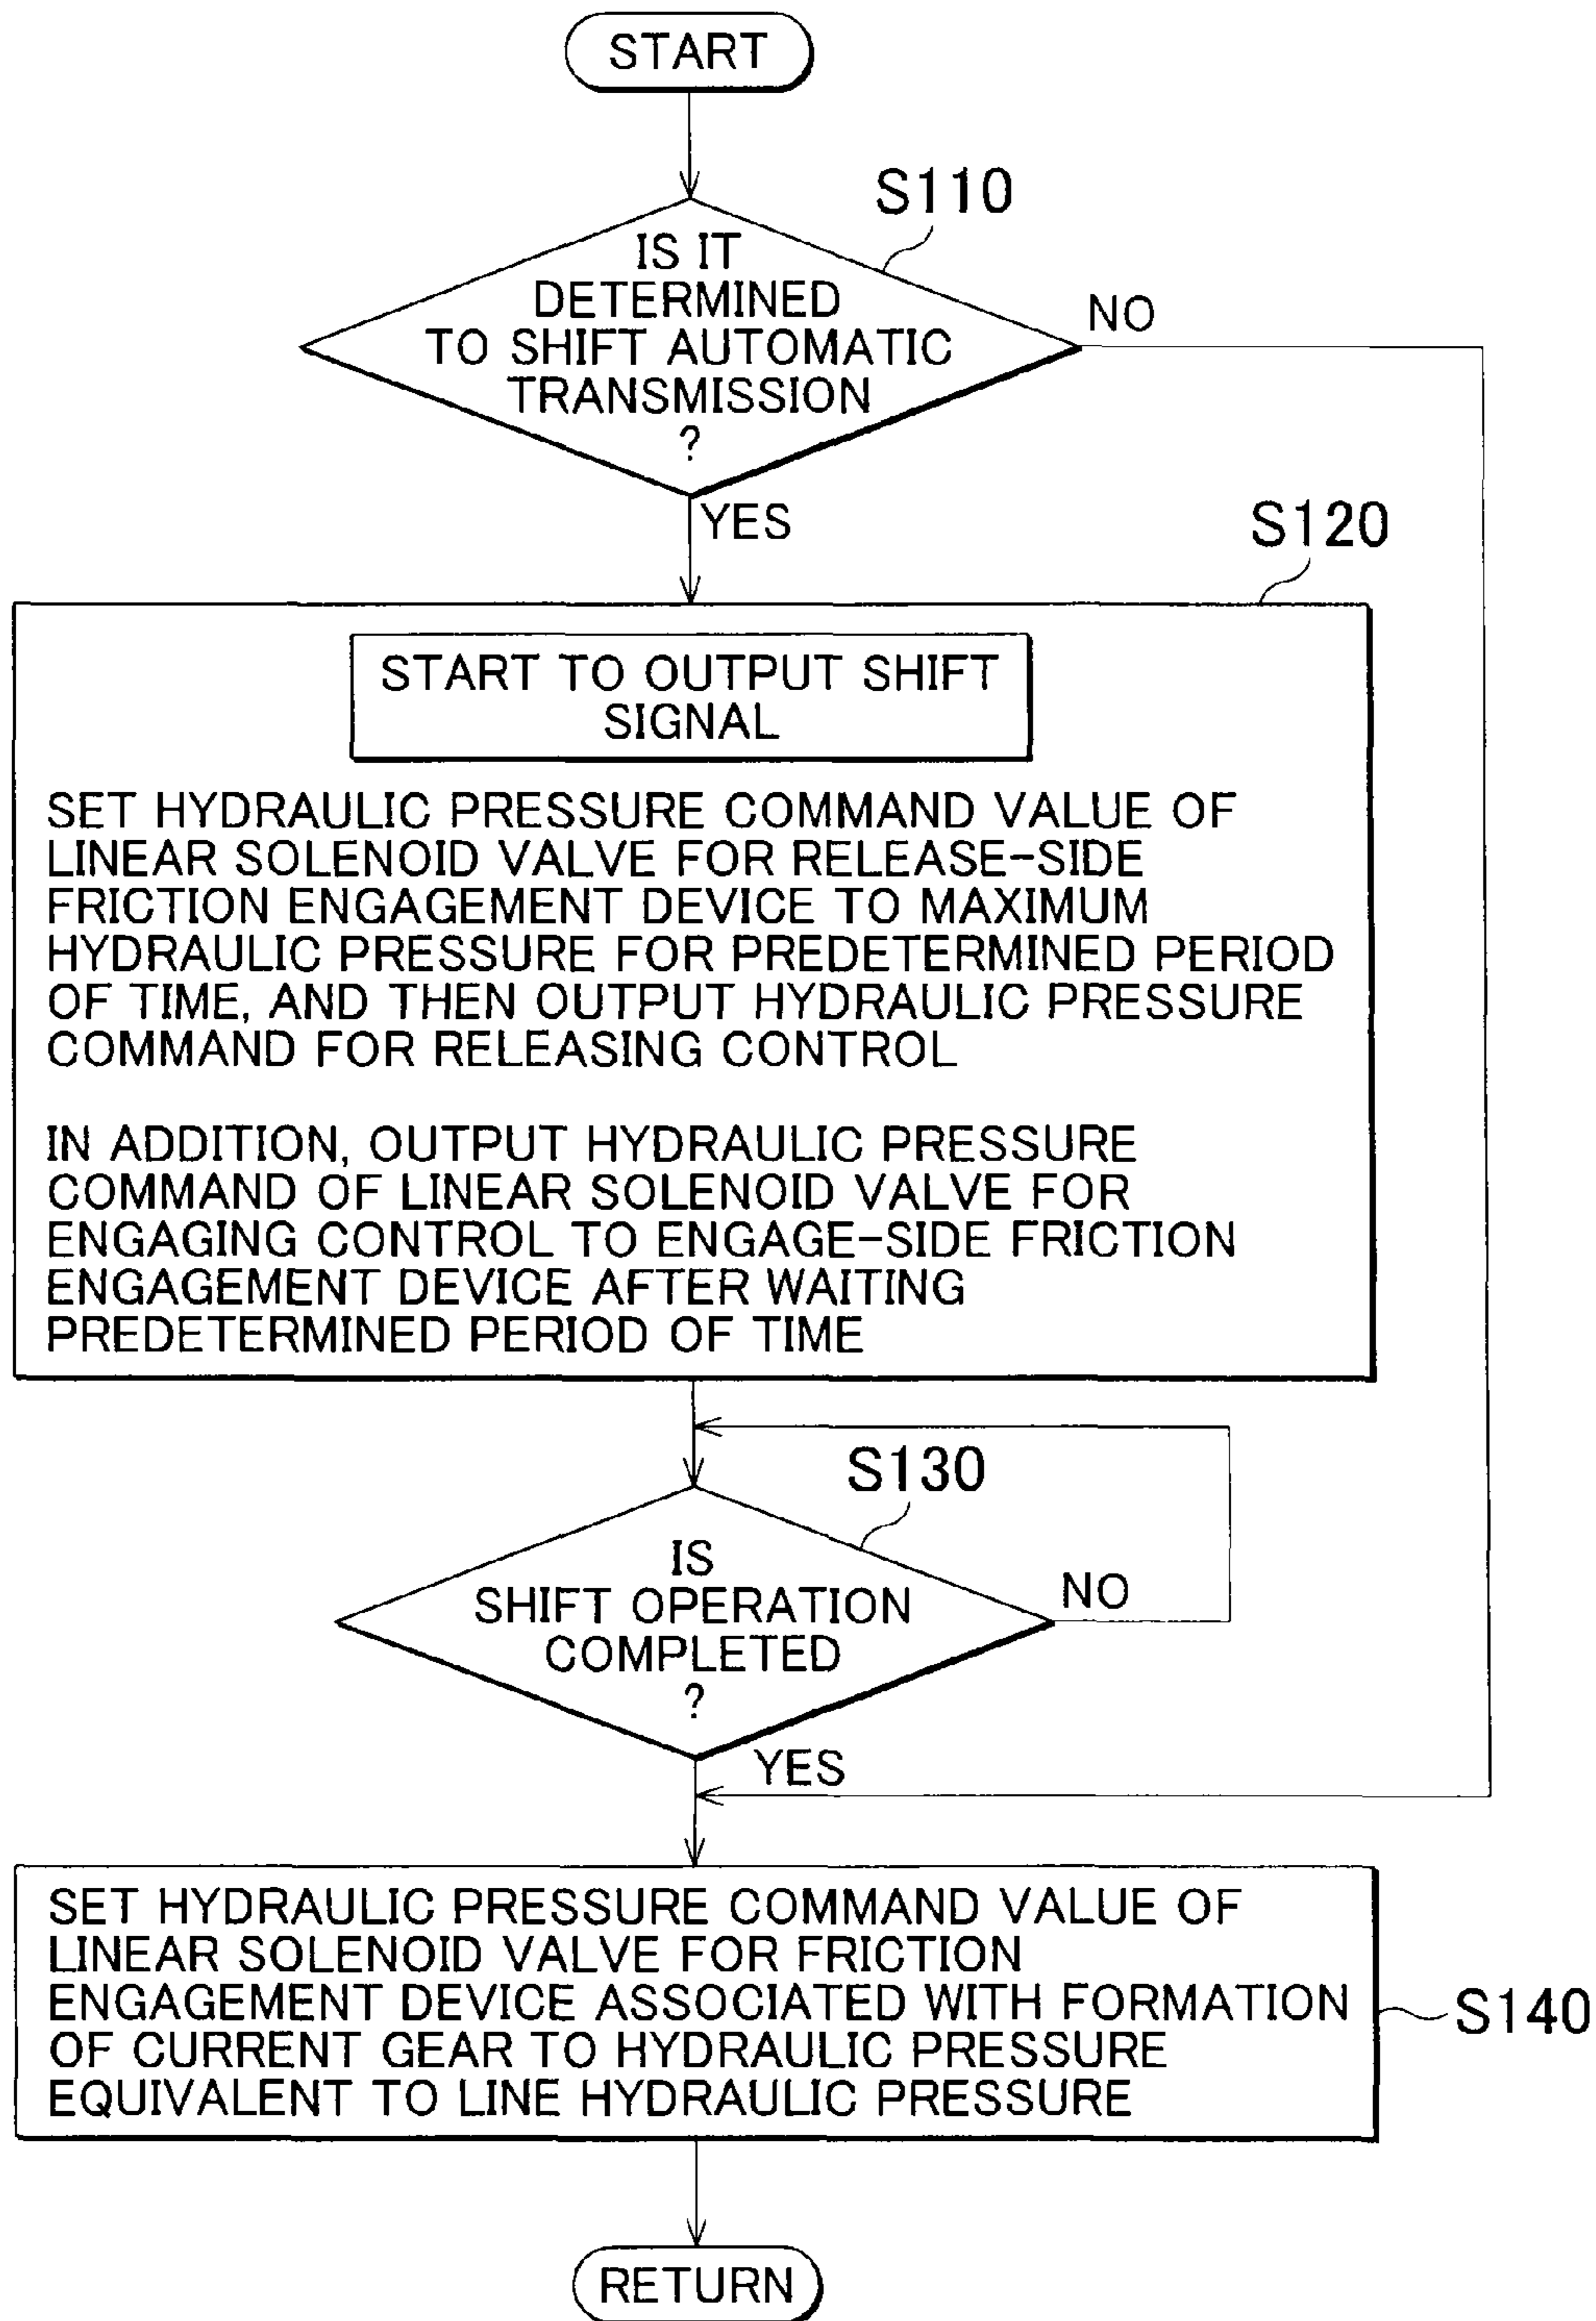 START
S110
IS IT
DETERMINED
TO SHIFT AUTOMATIC
TRANSMISSION
?
NO
YES
S120
START TO OUTPUT SHIFT
SIGNAL
SET HYDRAULIC PRESSURE COMMAND VALUE OF
LINEAR SOLENOID VALVE FOR RELEASE-SIDE
FRICTION ENGAGEMENT DEVICE TO MAXIMUM
HYDRAULIC PRESSURE FOR PREDETERMINED PERIOD
OF TIME, AND THEN OUTPUT HYDRAULIC PRESSURE
COMMAND FOR RELEASING CONTROL
IN ADDITION, OUTPUT HYDRAULIC PRESSURE
COMMAND OF LINEAR SOLENOID VALVE FOR
ENGAGING CONTROL TO ENGAGE-SIDE FRICTION
ENGAGEMENT DEVICE AFTER WAITING
PREDETERMINED PERIOD OF TIME
S130
IS
SHIFT OPERATION
COMPLETED
?
NO
YES
SET HYDRAULIC PRESSURE COMMAND VALUE OF
LINEAR SOLENOID VALVE FOR FRICTION
ENGAGEMENT DEVICE ASSOCIATED WITH FORMATION
OF CURRENT GEAR TO HYDRAULIC PRESSURE
EQUIVALENT TO LINE HYDRAULIC PRESSURE
S140
RETURN